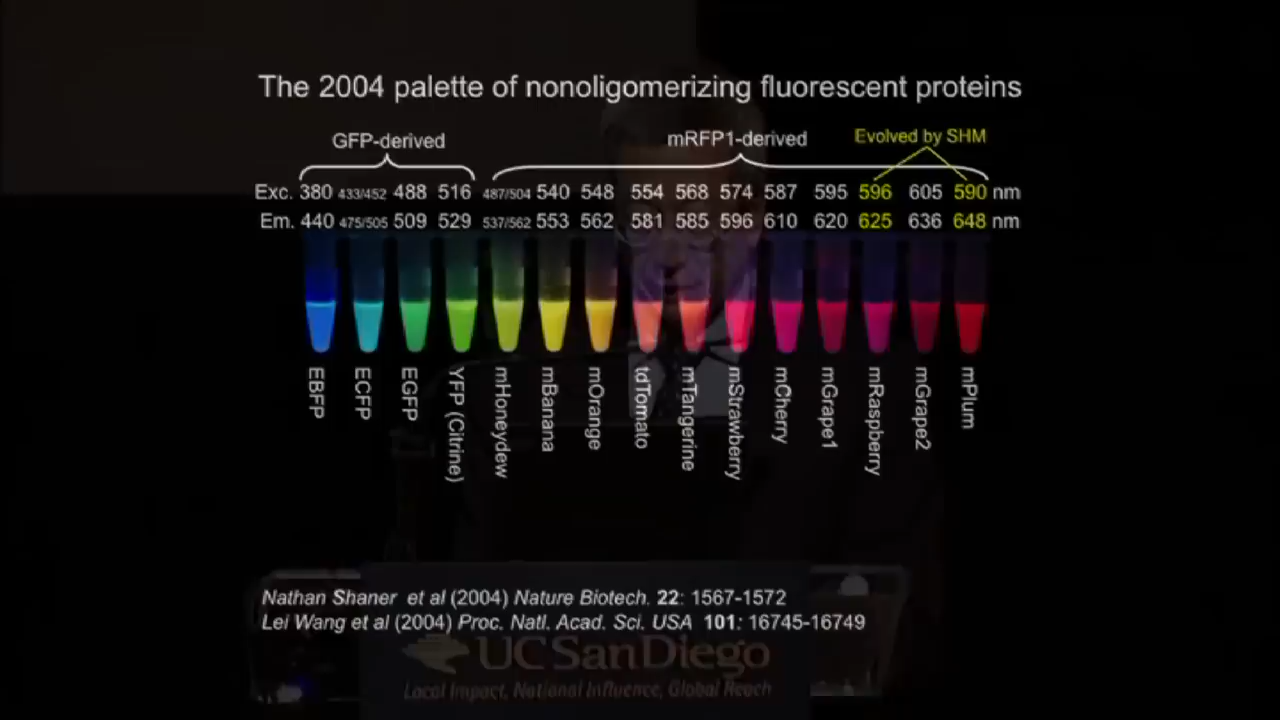 The 2004 palette of nonoligomerizing fluorescent proteins
GFP-derived
mRFP1-derived
Evolved by SHM
Exc. 380 433/452 488 516 487/504 540 548 554 568 574 587 595 596 605 590 nm
Em. 440 475/505 509 529 537/562 553 562 581 585 596 610 620 625 636 648 nm
EBFP
ECFP
EGFP
YFP (Citrine)
mHoneydew
mBanana
mOrange
tdTomato
mTangerine
mStrawberry
mCherry
mGrape1
mRaspberry
mGrape2
mPlum
Nathan Shaner et al (2004) Nature Biotech. 22: 1567-1572
Lei Wang et al (2004) Proc. Natl. Acad. Sci. USA 101: 16745-16749
UC San Diego
Local Impact, National Influence, Global Reach